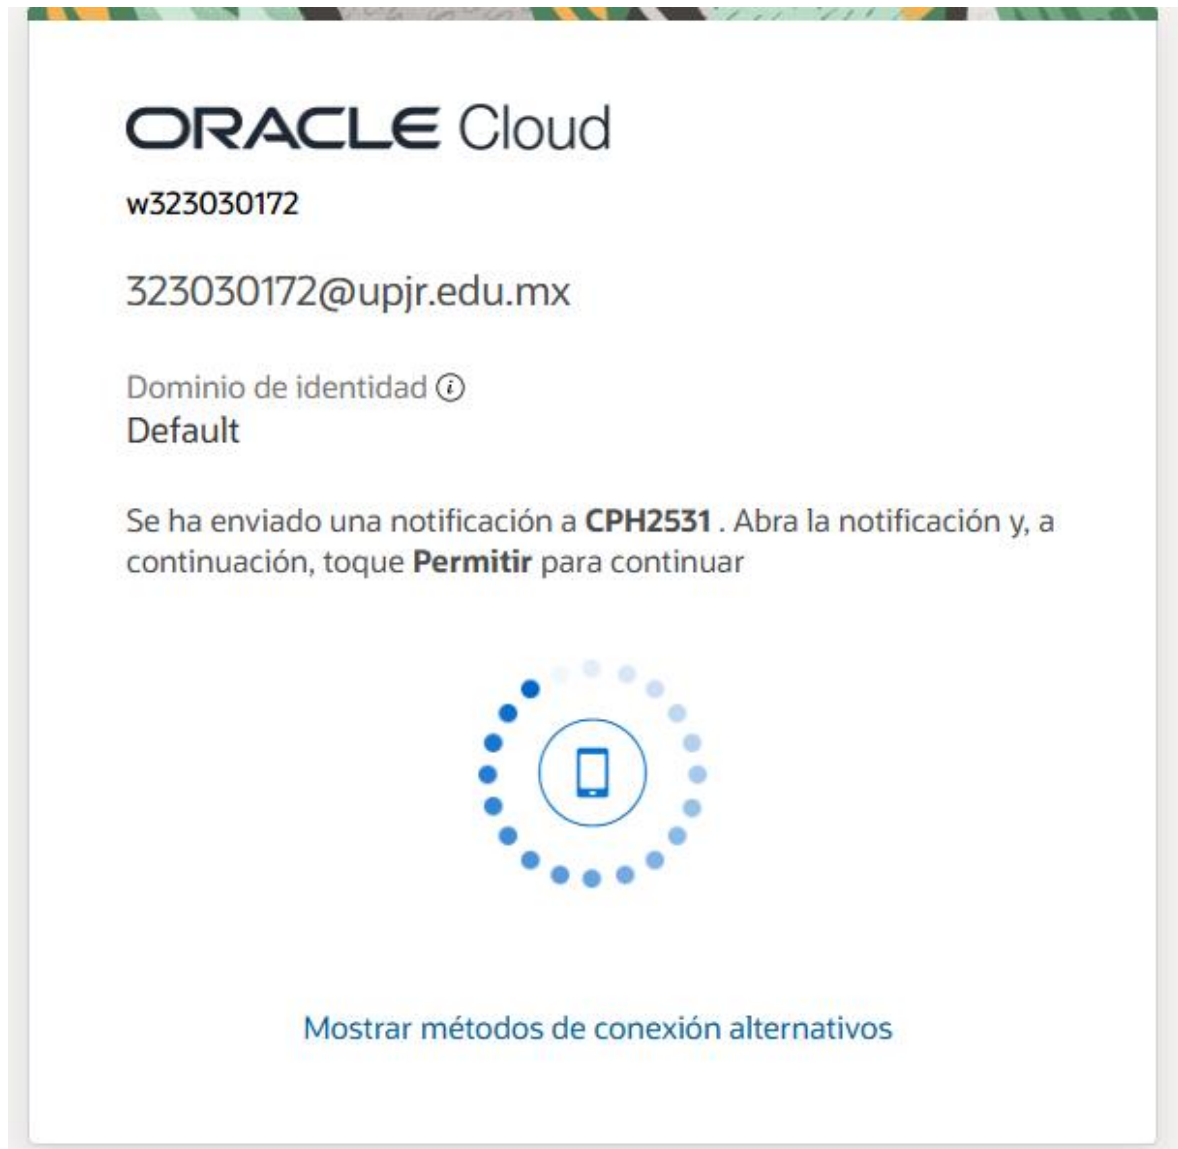 ORACLE Cloud
w323030172
323030172@upjr.edu.mx
Dominio de identidad
Default
Se ha enviado una notificación a CPH2531 . Abra la notificación y, a
continuación, toque Permitir para continuar
Mostrar métodos de conexión alternativos